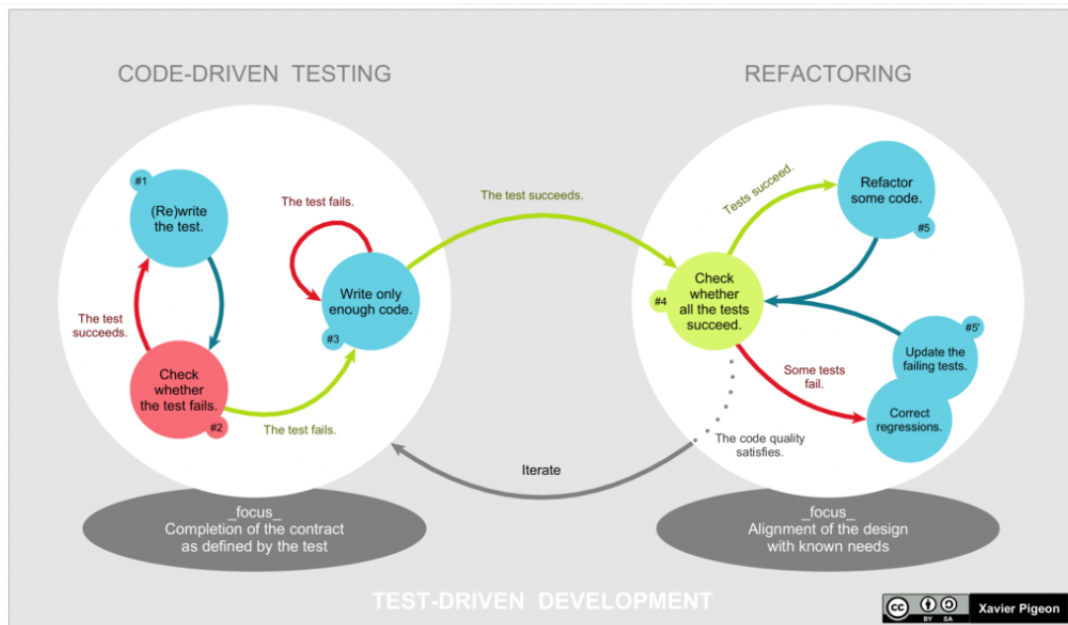 CODE-DRIVEN TESTING
REFACTORING
#1
(Re)write
the test.
The test
succeeds.
Check
whether
the test fails.
#2
The test fails.
The test fails.
Write only
enough code.
#3
The test succeeds.
#4
Check
whether
all the tests
succeed.
Tests succeed.
Refactor
some code.
#5
#5'
Update the
failing tests.
Correct
regressions.
Some tests
fail.
The code quality
satisfies.
Iterate
_focus_
Completion of the contract
as defined by the test
_focus_
Alignment of the design
with known needs
TEST-DRIVEN DEVELOPMENT
cc
BY SA
Xavier Pigeon